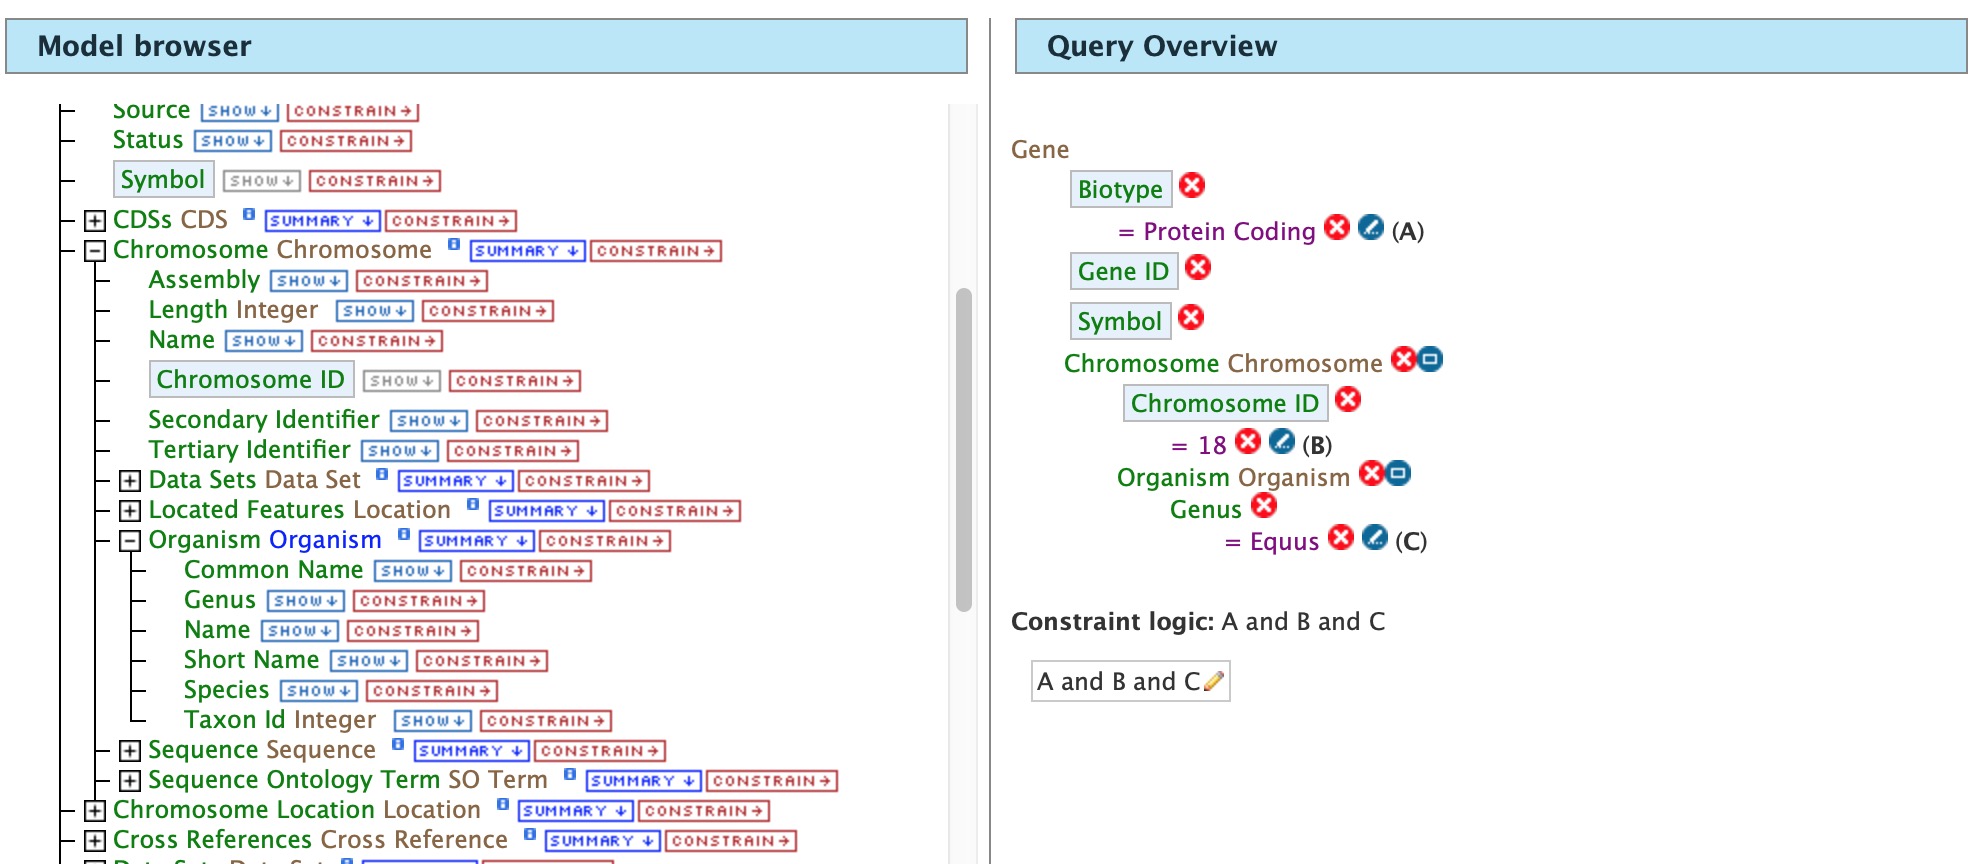 Model browser
Source SHOW↓ CONSTRAIN→
Status SHOW↓ CONSTRAIN→
Symbol SHOW↓ CONSTRAIN→
CDSs CDS SUMMARY ↓ CONSTRAIN→
Chromosome Chromosome SUMMARY ↓ CONSTRAIN→
Assembly SHOW↓ CONSTRAIN→
Length Integer SHOW↓ CONSTRAIN→
Name SHOW↓ CONSTRAIN→
Chromosome ID SHOW↓ CONSTRAIN→
Secondary Identifier SHOW↓ CONSTRAIN→
Tertiary Identifier SHOW↓ CONSTRAIN→
Data Sets Data Set SUMMARY ↓ CONSTRAIN→
Located Features Location SUMMARY ↓ CONSTRAIN→
Organism Organism SUMMARY ↓ CONSTRAIN→
Common Name SHOW↓ CONSTRAIN→
Genus SHOW↓ CONSTRAIN→
Name SHOW↓ CONSTRAIN→
Short Name SHOW↓ CONSTRAIN→
Species SHOW↓ CONSTRAIN→
Taxon Id Integer SHOW↓ CONSTRAIN→
Sequence Sequence SUMMARY ↓ CONSTRAIN→
Sequence Ontology Term SO Term SUMMARY ↓ CONSTRAIN→
Chromosome Location Location SUMMARY ↓ CONSTRAIN→
Cross References Cross Reference SUMMARY ↓ CONSTRAIN→
Query Overview
Gene
Biotype
= Protein Coding (A)
Gene ID
Symbol
Chromosome Chromosome
Chromosome ID
= 18 (B)
Organism Organism
Genus
= Equus (C)
Constraint logic: A and B and C
A and B and C